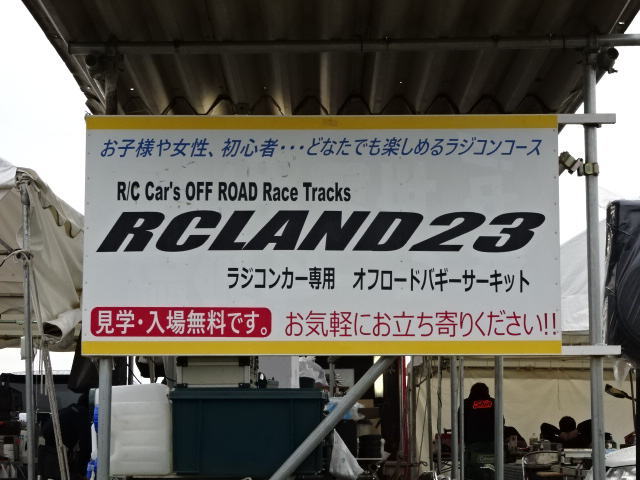 お子様や女性、初心者・・・どなたでも楽しめるラジコンコース
R/C Car's OFF ROAD Race Tracks
RCLAND23
ラジコンカー専用 オフロードバギーサーキット
見学・入場無料です。 お気軽にお立ち寄りください!!